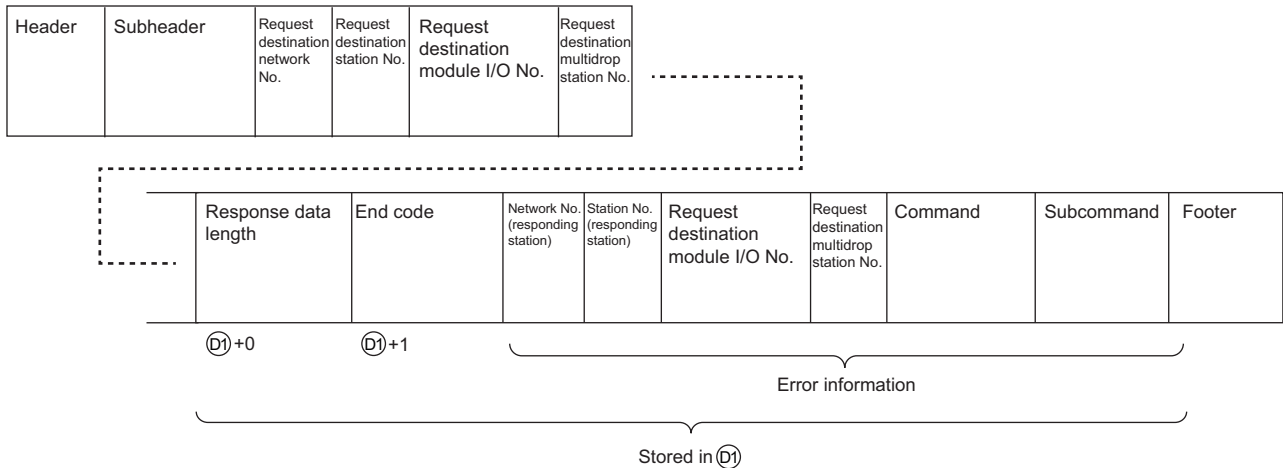 Header
Subheader
Request
destination
network
No.
Request
destination
station No.
Request
destination
module I/O No.
Request
destination
multidrop
station No.
Response data
length
End code
Network No.
(responding
station)
Station No.
(responding
station)
Request
destination
module I/O No.
Request
destination
multidrop
station No.
Command
Subcommand
Footer
D1+0
D1+1
Error information
Stored in D1